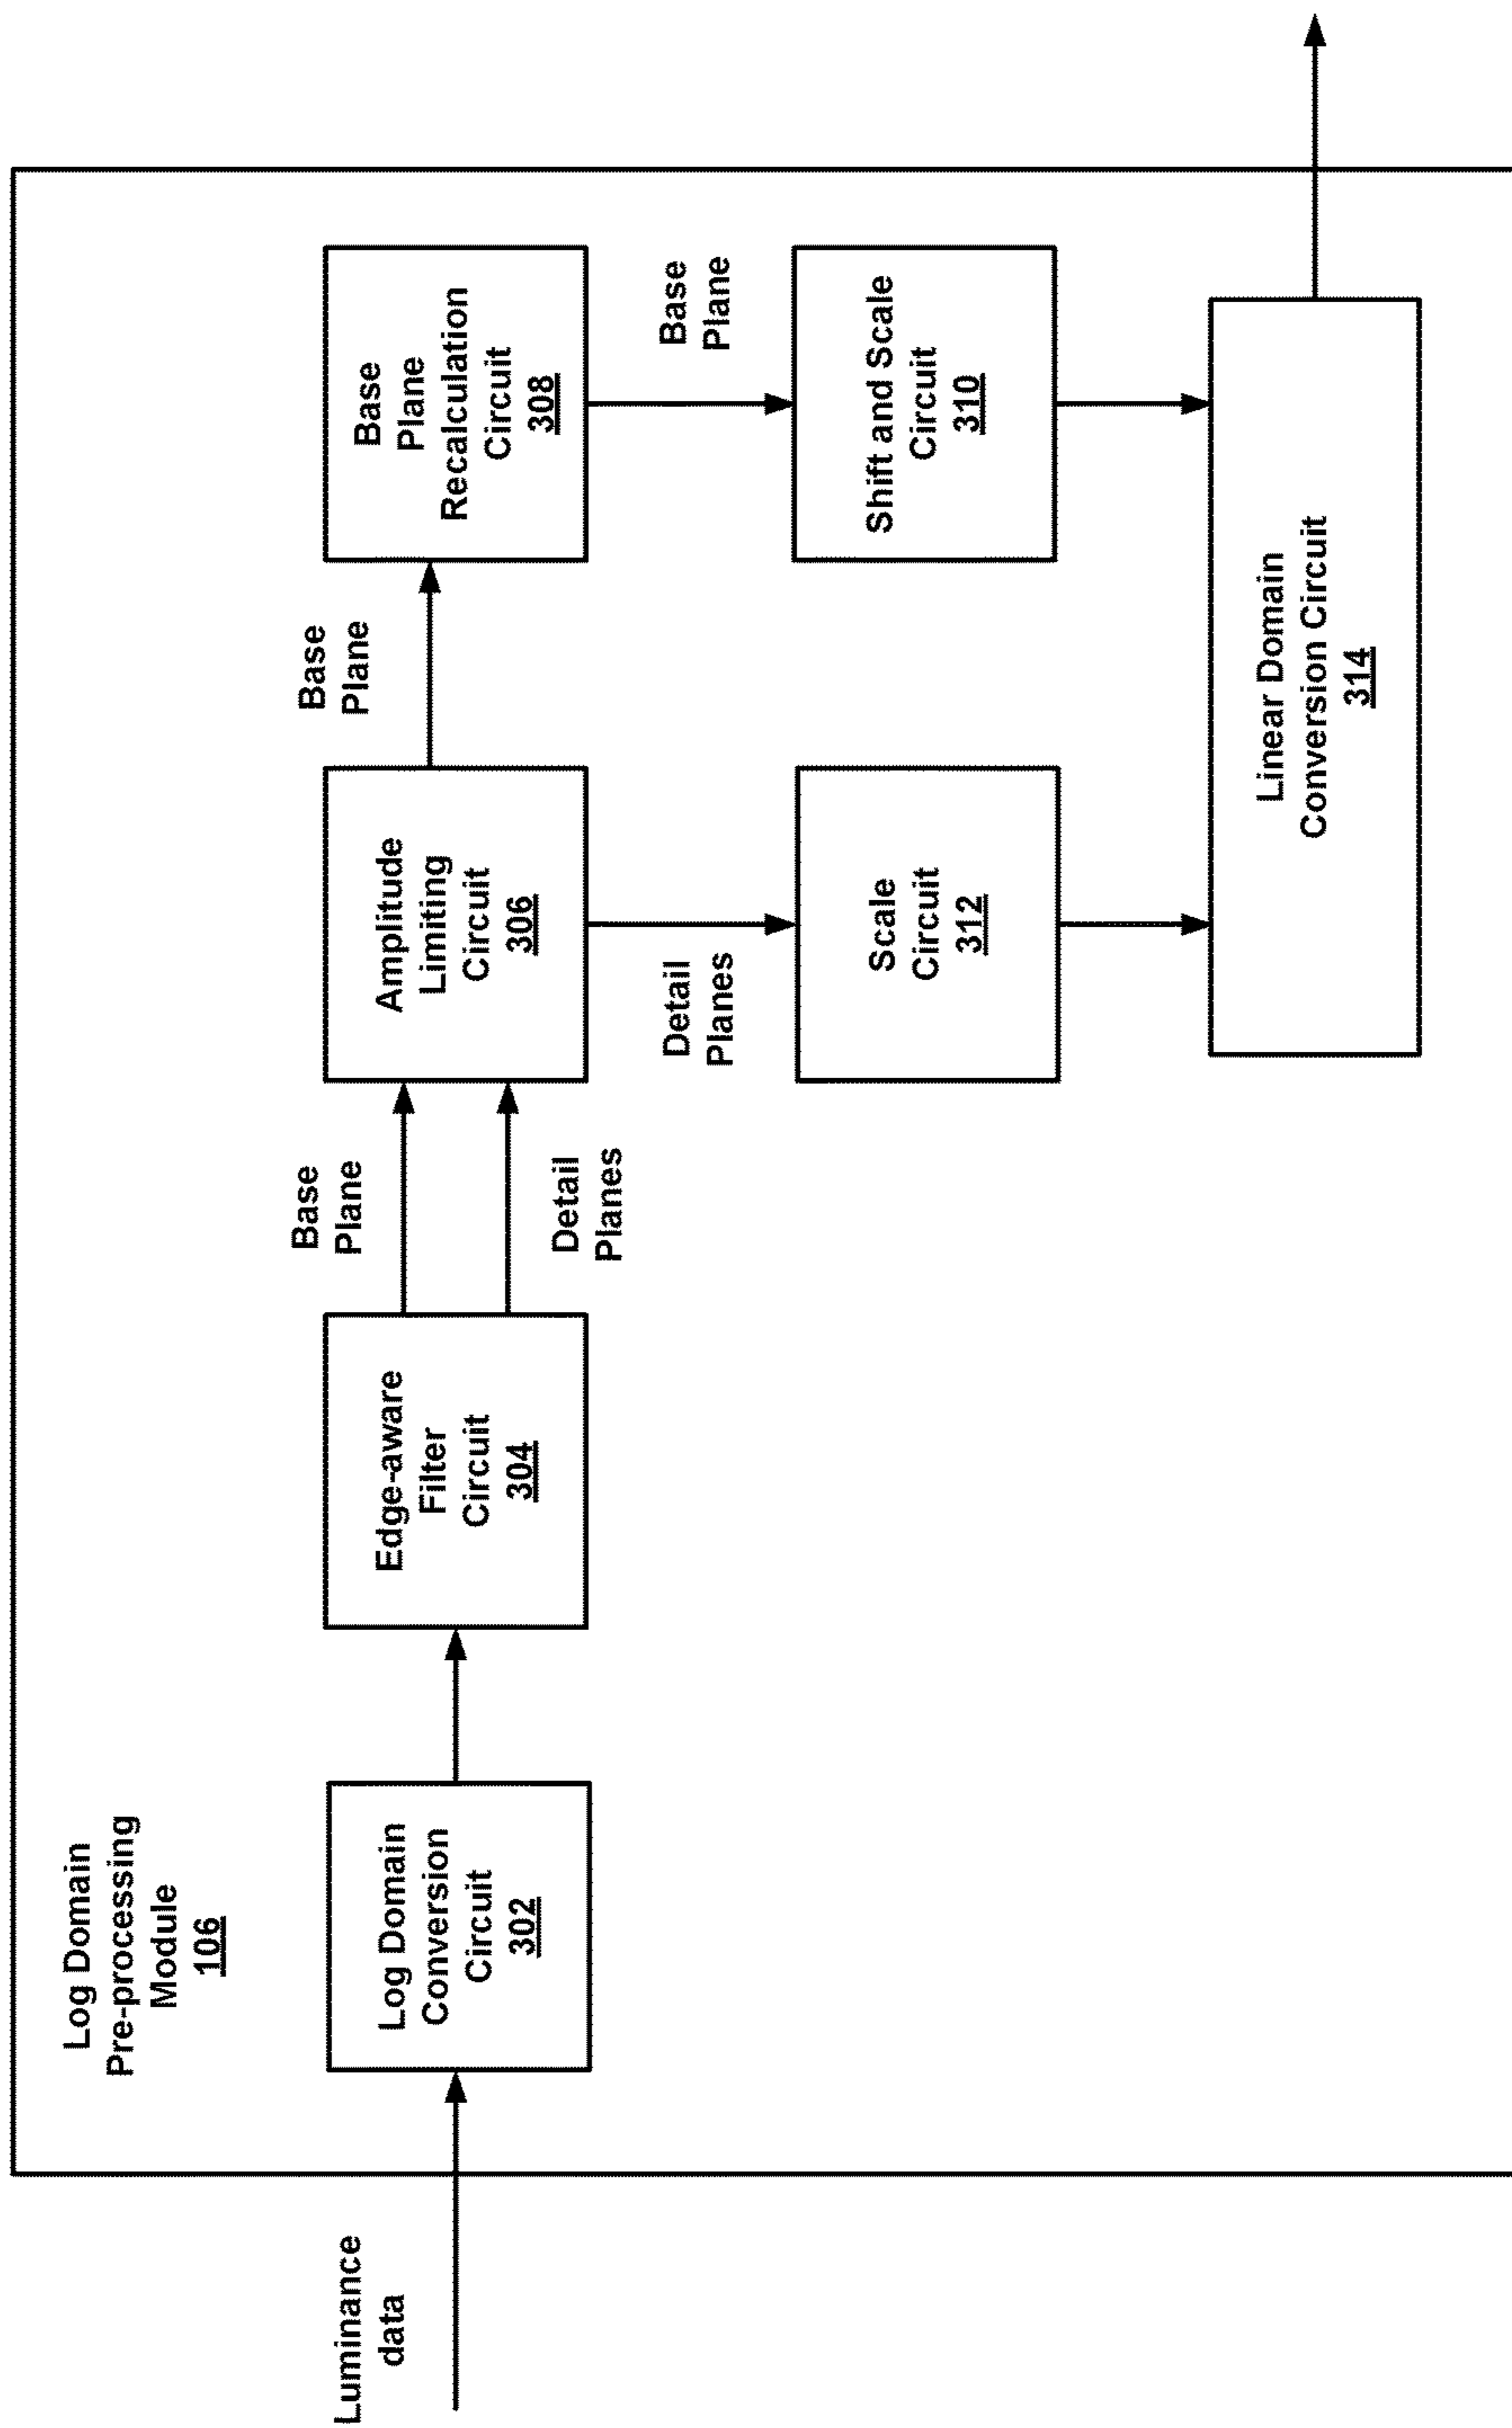 Log Domain
Pre-processing
Module
106
Luminance
data
Log Domain
Conversion
Circuit
302
Edge-aware
Filter
Circuit
304
Base
Plane
Detail
Planes
Amplitude
Limiting
Circuit
306
Base
Plane
Base
Plane
Recalculation
Circuit
308
Detail
Planes
Base
Plane
Scale
Circuit
312
Shift and Scale
Circuit
310
Linear Domain
Conversion Circuit
314